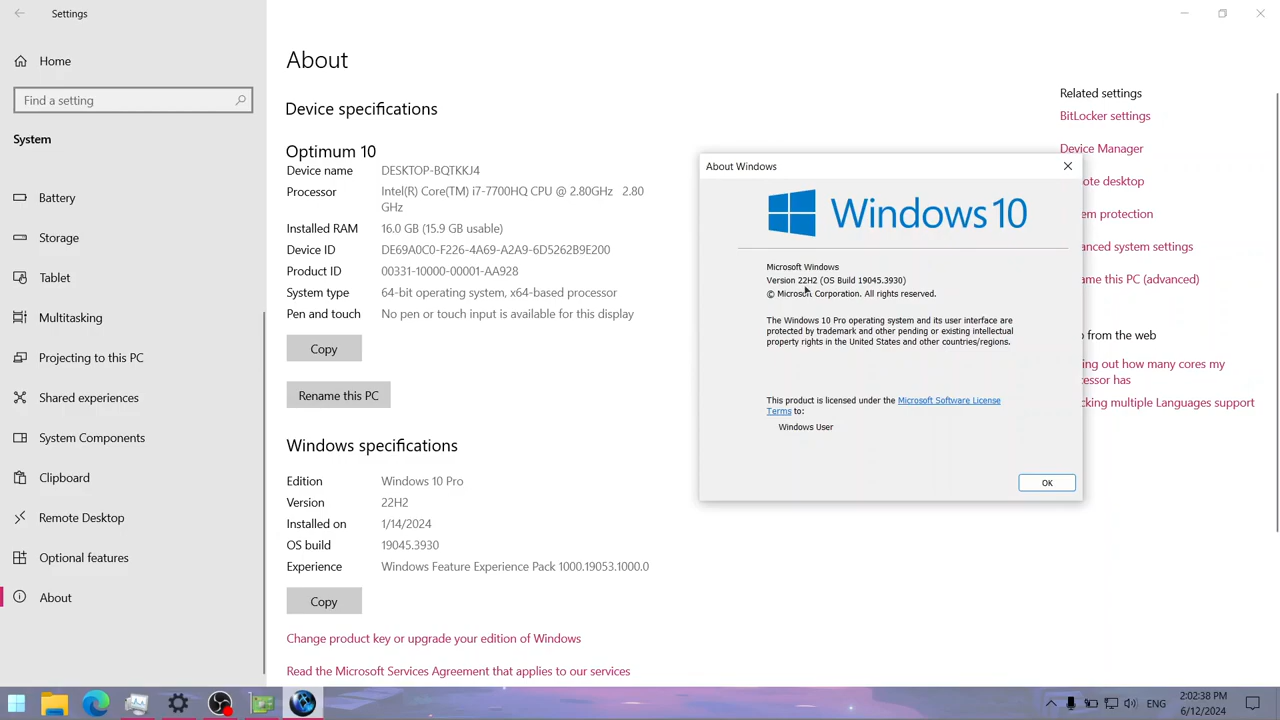 Settings
Home
Find a setting
System
Battery
Storage
Tablet
Multitasking
Projecting to this PC
Shared experiences
System Components
Clipboard
Remote Desktop
Optional features
About
About
Device specifications
Optimum 10
Device name DESKTOP-BQTKKJ4
Processor Intel(R) Core(TM) i7-7700HQ CPU @ 2.80GHz 2.80
GHz
Installed RAM 16.0 GB (15.9 GB usable)
Device ID DE69A0C0-F226-4A69-A2A9-6D5262B9E200
Product ID 00331-10000-00001-AA928
System type 64-bit operating system, x64-based processor
Pen and touch No pen or touch input is available for this display
Copy
Rename this PC
Windows specifications
Edition Windows 10 Pro
Version 22H2
Installed on 1/14/2024
OS build 19045.3930
Experience Windows Feature Experience Pack 1000.19053.1000.0
Copy
Change product key or upgrade your edition of Windows
Read the Microsoft Services Agreement that applies to our services
About Windows
Windows 10
Microsoft Windows
Version 22H2 (OS Build 19045.3930)
© Microsoft Corporation. All rights reserved.
The Windows 10 Pro operating system and its user interface are
protected by trademark and other pending or existing intellectual
property rights in the United States and other countries/regions.
This product is licensed under the Microsoft Software License
Terms to:
Windows User
OK
Related settings
BitLocker settings
Device Manager
desktop
protection
system settings
this PC (advanced)
from the web
out how many cores my
has
multiple Languages support
ENG
2:02:38 PM
6/12/2024